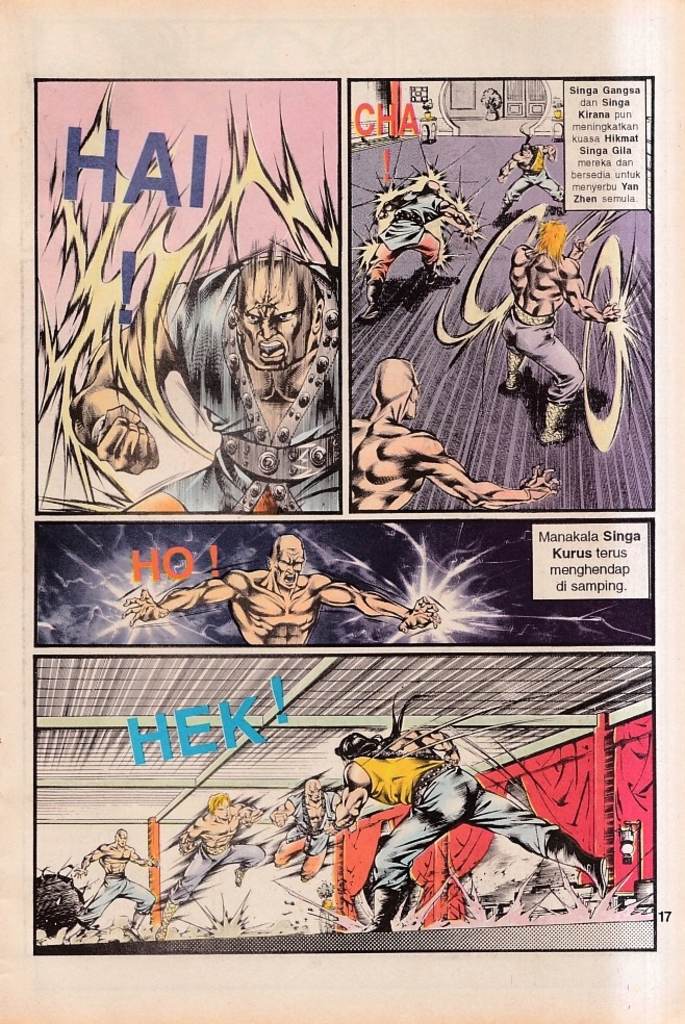 HAI
!
CHA
!
Singa Gangsa
dan Singa
Kirana pun
meningkatkan
kuasa Hikmat
Singa Gila
mereka dan
bersedia untuk
menyerbu Yan
Zhen semula.
HO !
Manakala Singa
Kurus terus
menghendap
di samping.
HEK !
17